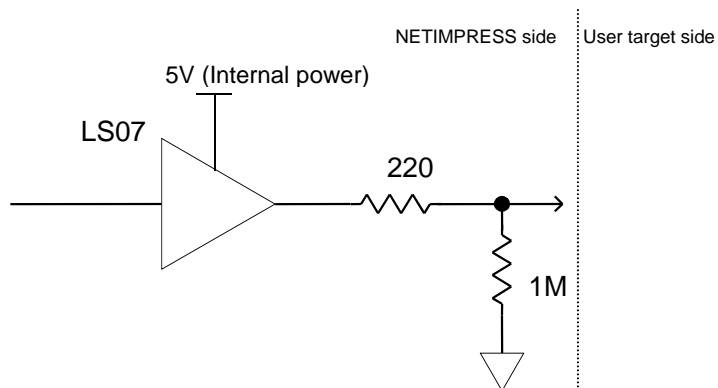 NETIMPRESS side
User target side
5V (Internal power)
LS07
220
1M